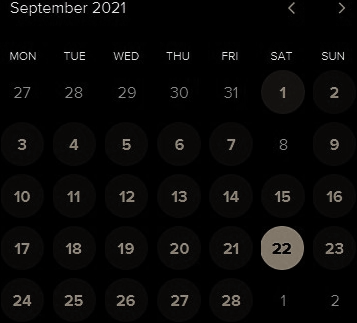 September 2021
MON TUE WED THU FRI SAT SUN
27 28 29 30 31 1 2
3 4 5 6 7 8 9
10 11 12 13 14 15 16
17 18 19 20 21 22 23
24 25 26 27 28 1 2